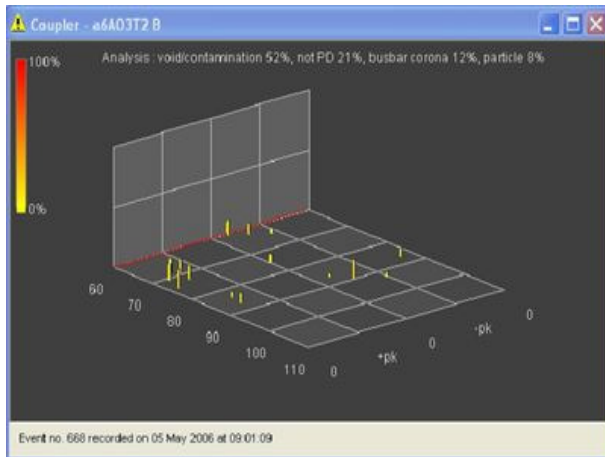 Coupler - a6A03T2 B
100%
Analysis : void/contamination 52%, not PD 21%, busbar corona 12%, particle 8%
0%
60
70
80
90
100
110
0
+pk
0
-pk
0
Event no. 668 recorded on 05 May 2006 at 09:01:09